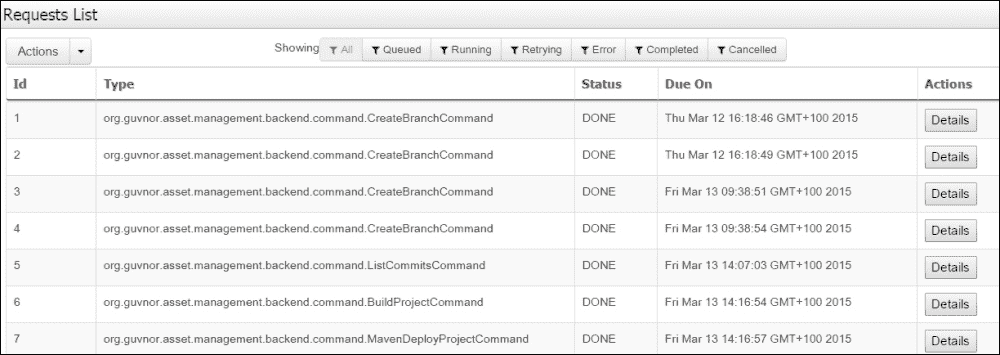 Requests List
Actions Showing All Queued Running Retrying Error Completed Cancelled
Id Type Status Due On Actions
1 org.guvnor.asset.management.backend.command.CreateBranchCommand DONE Thu Mar 12 16:18:46 GMT+100 2015 Details
2 org.guvnor.asset.management.backend.command.CreateBranchCommand DONE Thu Mar 12 16:18:49 GMT+100 2015 Details
3 org.guvnor.asset.management.backend.command.CreateBranchCommand DONE Fri Mar 13 09:38:51 GMT+100 2015 Details
4 org.guvnor.asset.management.backend.command.CreateBranchCommand DONE Fri Mar 13 09:38:54 GMT+100 2015 Details
5 org.guvnor.asset.management.backend.command.ListCommitsCommand DONE Fri Mar 13 14:07:03 GMT+100 2015 Details
6 org.guvnor.asset.management.backend.command.BuildProjectCommand DONE Fri Mar 13 14:16:54 GMT+100 2015 Details
7 org.guvnor.asset.management.backend.command.MavenDeployProjectCommand DONE Fri Mar 13 14:16:57 GMT+100 2015 Details